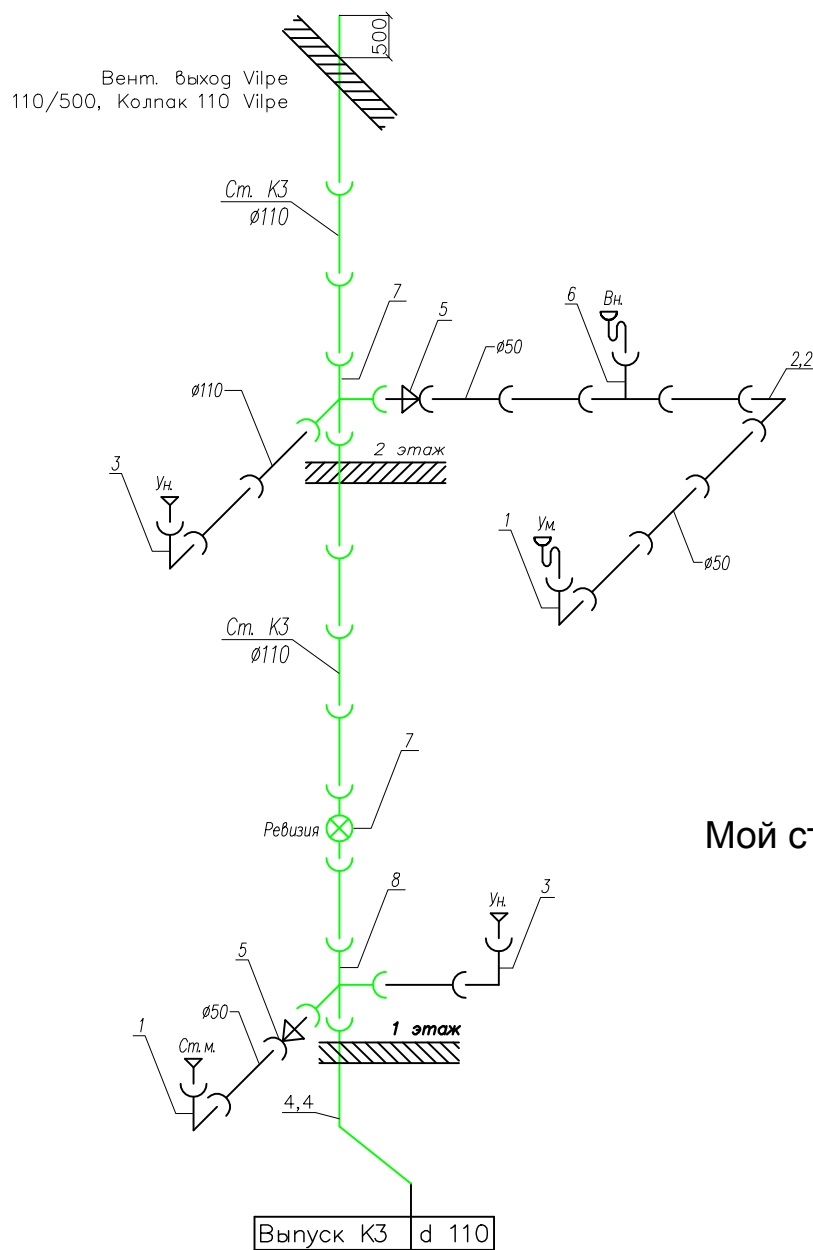 500
Вент. выход Vilpe
110/500, Колпак 110 Vilpe
Ст. К3
ø110
7
5
6
Вн.
ø50
2,2
ø110
2 этаж
3
Ун.
1
Ум.
ø50
Ст. К3
ø110
7
Ревизия
Мой ст
8
Ун.
3
5
ø50
1 этаж
1
Ст.м.
4,4
Выпуск К3 d 110